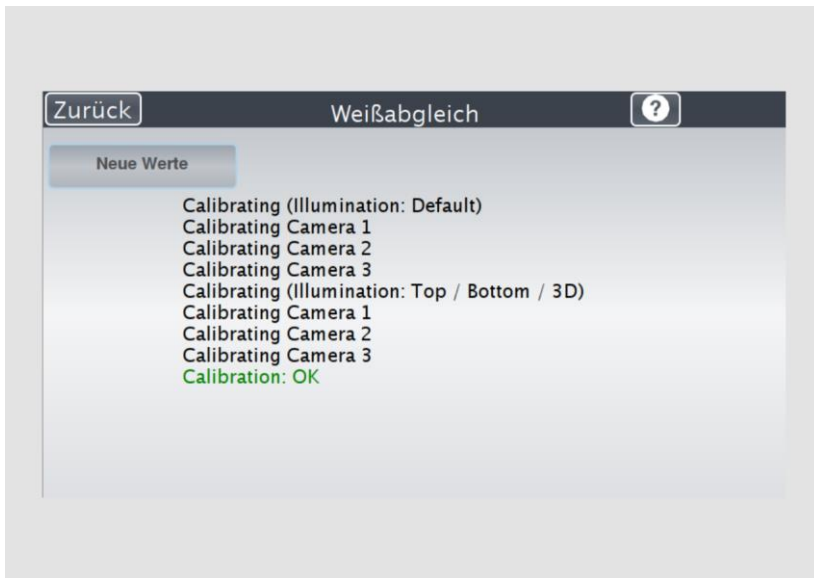 Zurück Weißabgleich ?
Neue Werte
Calibrating (Illumination: Default)
Calibrating Camera 1
Calibrating Camera 2
Calibrating Camera 3
Calibrating (Illumination: Top / Bottom / 3D)
Calibrating Camera 1
Calibrating Camera 2
Calibrating Camera 3
Calibration: OK